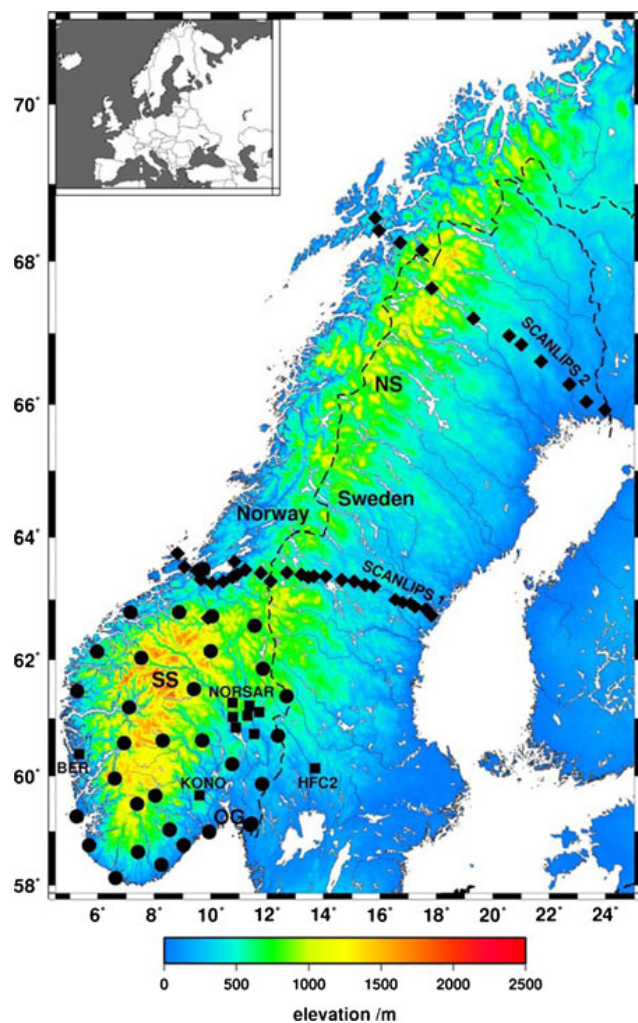 70°
68°
NS
SCANLIPS 2
66°
Sweden
Norway
64°
SCANLIPS 1
62°
SS
NORSAR
60°
BER
KONO
HFC2
OG
58°
6° 8° 10° 12° 14° 16° 18° 20° 22° 24°
0 500 1000 1500 2000 2500
elevation /m